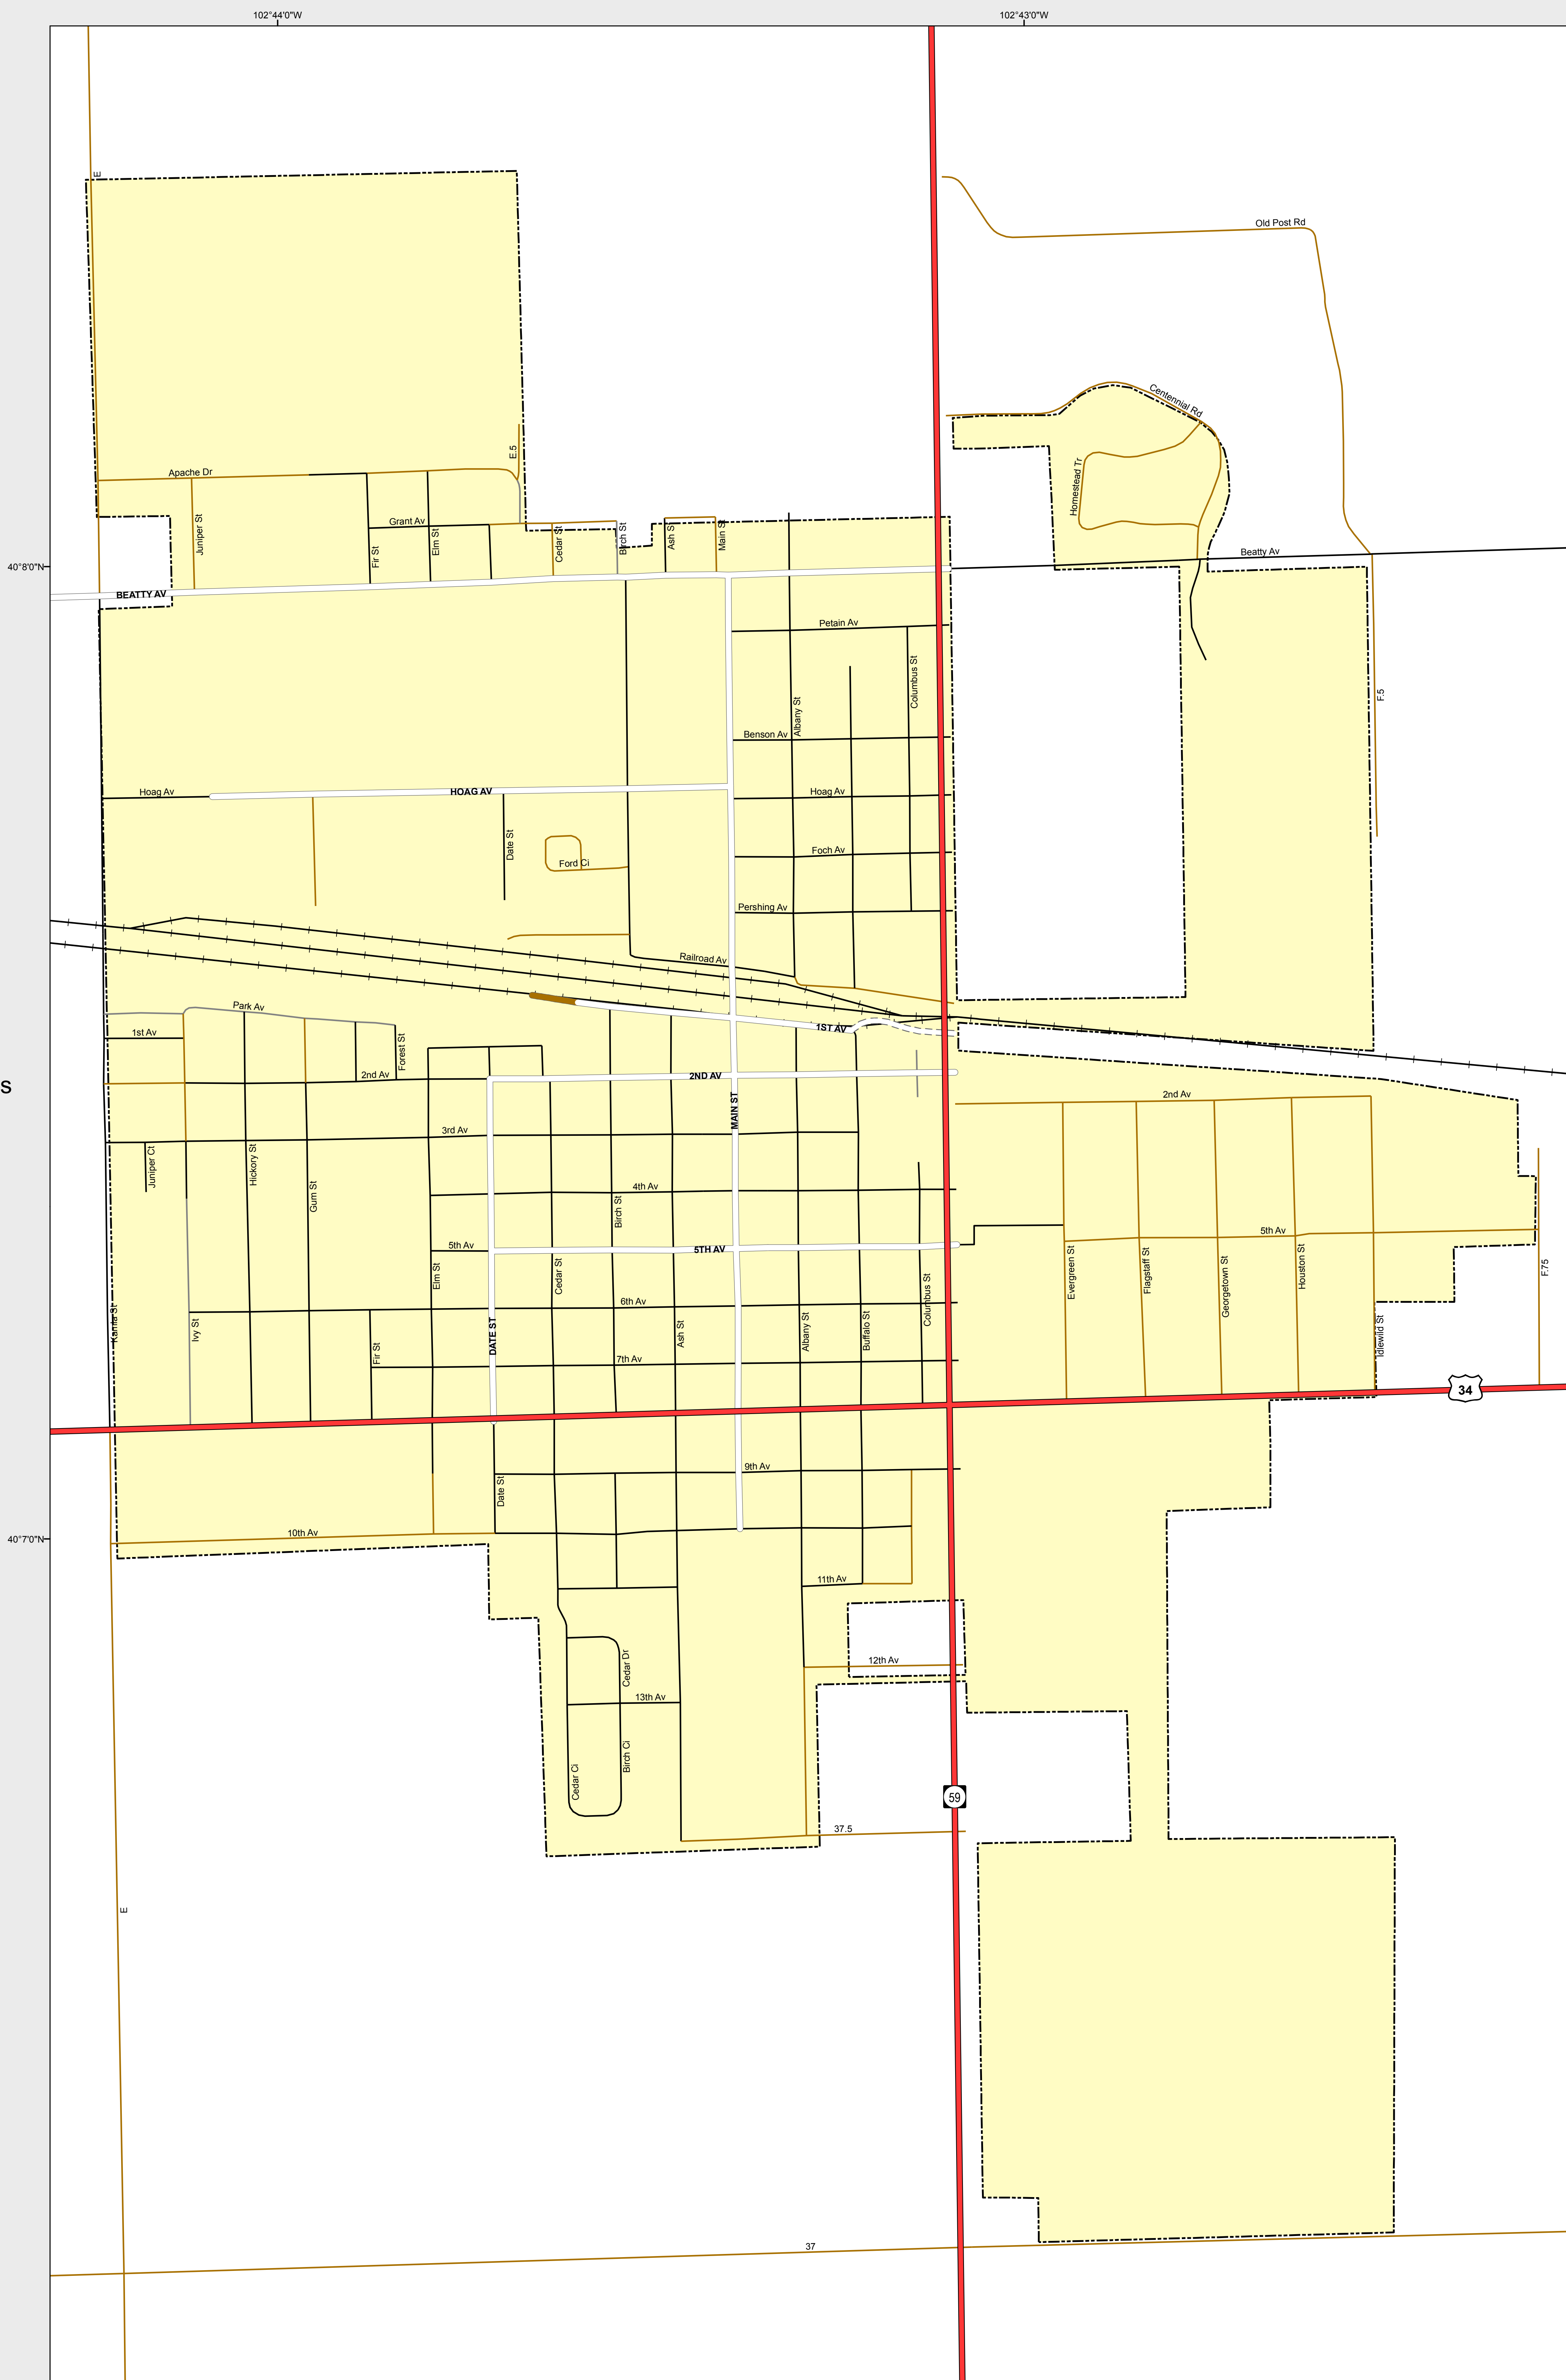 102°44'0"W
102°43'0"W
E
Old Post Rd
Centennial Rd
E.5
Apache Dr
Homestead Tr
Juniper St
Grant Av
Fir St
Elm St
Cedar St
Birch St
Ash St
Main St
Beatty Av
40°8'0"N
BEATTY AV
Petain Av
Columbus St
Albany St
F.5
Benson Av
Hoag Av
HOAG AV
Hoag Av
Date St
Foch Av
Ford Ci
Pershing Av
Railroad Av
Park Av
1st Av
Forest St
1ST AV
2nd Av
2ND AV
S
2nd Av
MAIN ST
3rd Av
Juniper Ct
Hickory St
Gum St
4th Av
Birch St
5th Av
5TH AV
5th Av
Elm St
Cedar St
Evergreen St
Flagstaff St
Georgetown St
Houston St
F.75
6th Av
Columbus St
Ivy St
DATE ST
Fir St
Ash St
Albany St
Buffalo St
Idlewild St
7th Av
34
9th Av
Date St
40°7'0"N
10th Av
11th Av
12th Av
Cedar Dr
13th Av
Birch Ci
Cedar Ci
59
37.5
E
37